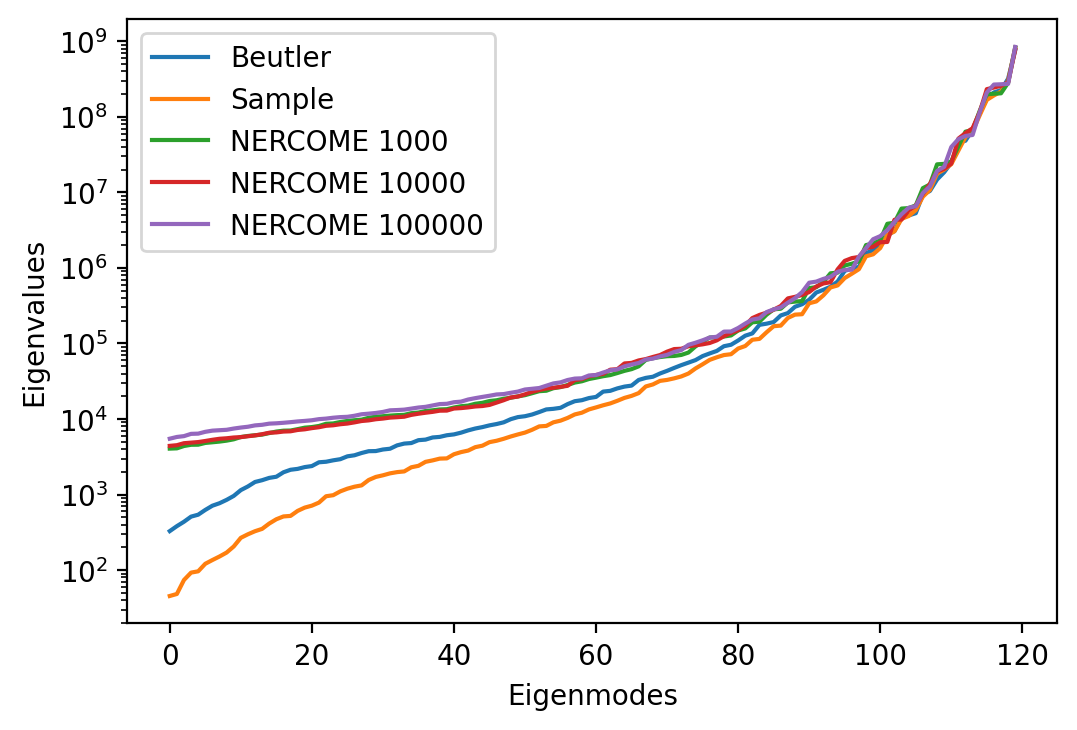 Beutler
Sample
NERCOME 1000
NERCOME 10000
NERCOME 100000
Eigenvalues
10⁹
10⁸
10⁷
10⁶
10⁵
10⁴
10³
10²
0 20 40 60 80 100 120
Eigenmodes